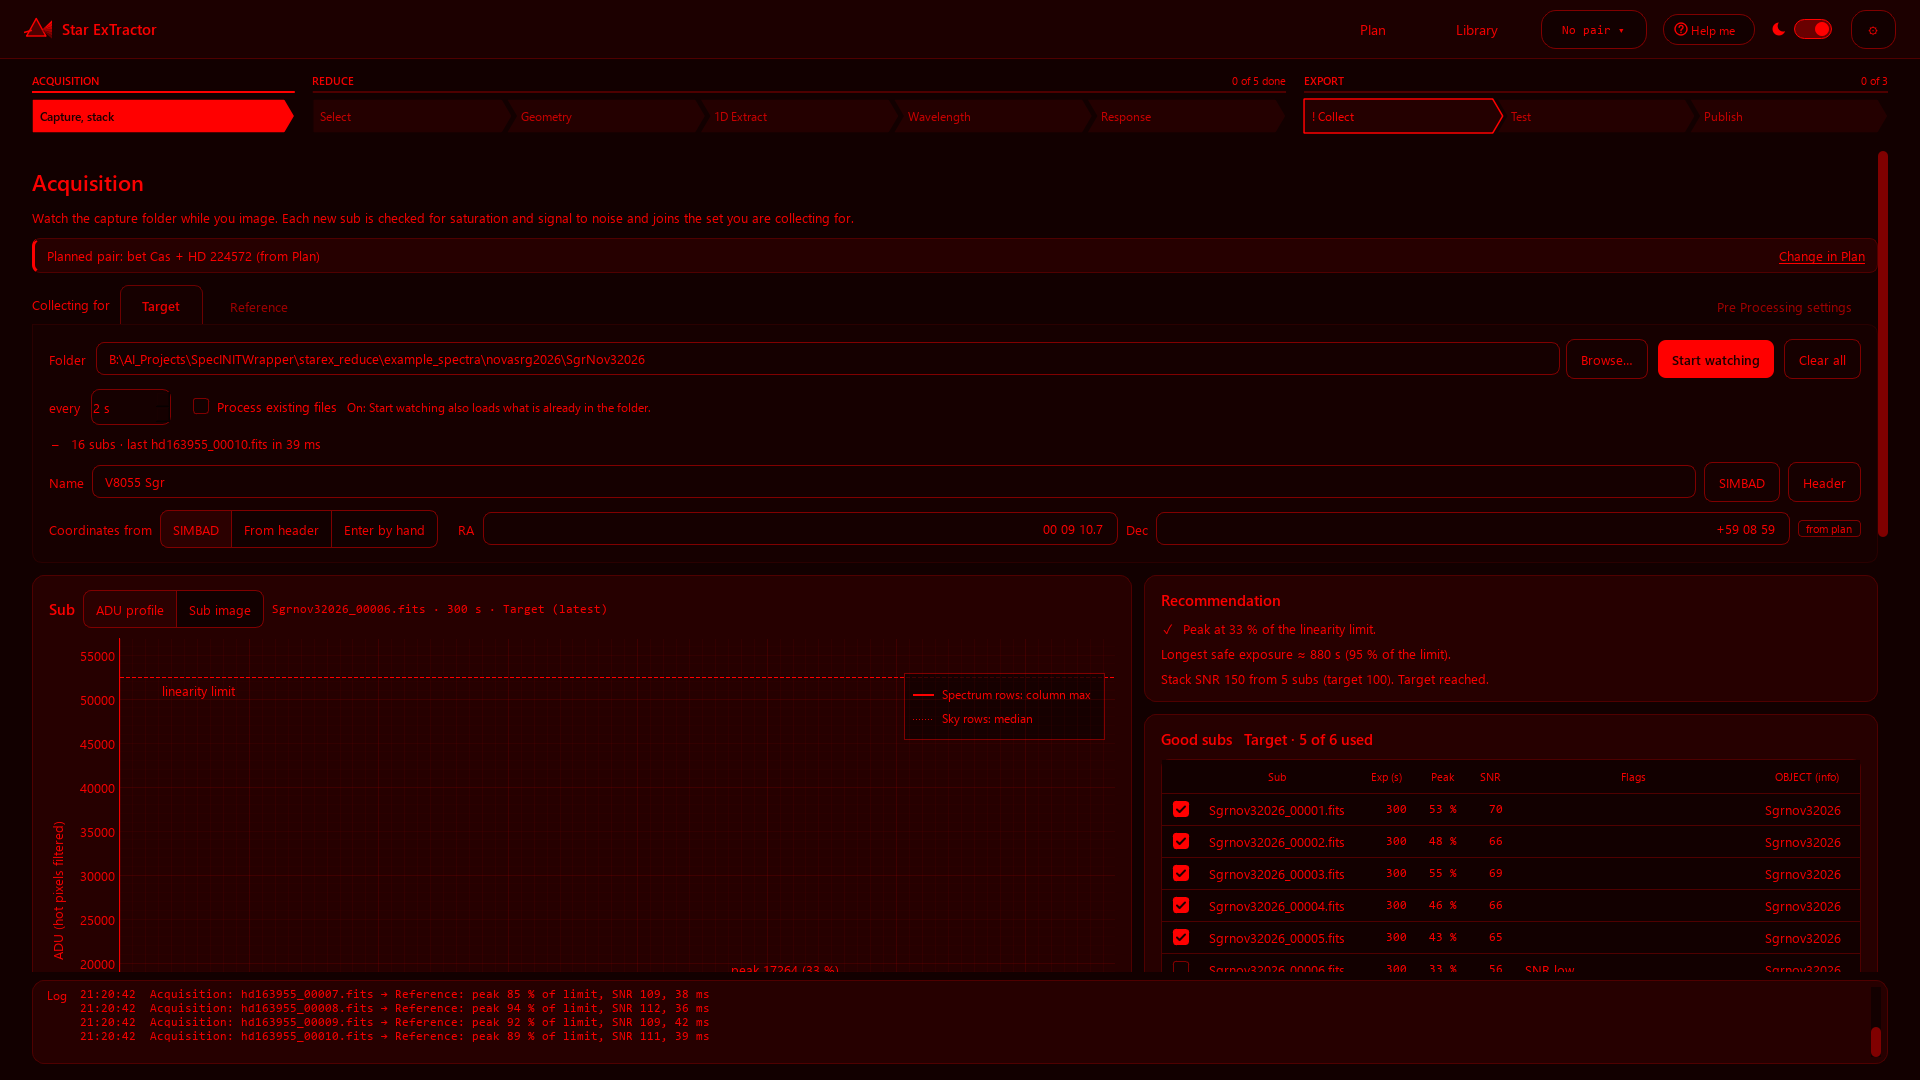 Star ExTractor
Plan
Library
No pair ▾
Help me
ACQUISITION
REDUCE
0 of 5 done
EXPORT
0 of 3
Capture, stack
Select
Geometry
1D Extract
Wavelength
Response
! Collect
Test
Publish
Acquisition
Watch the capture folder while you image. Each new sub is checked for saturation and signal to noise and joins the set you are collecting for.
Planned pair: bet Cas + HD 224572 (from Plan)
Change in Plan
Collecting for
Target
Reference
Pre Processing settings
Folder
B:\AI_Projects\SpecINITWrapper\starex_reduce\example_spectra\novasrg2026\SgrNov32026
Browse...
Start watching
Clear all
every
2 s
Process existing files
On: Start watching also loads what is already in the folder.
– 16 subs · last hd163955_00010.fits in 39 ms
Name
V8055 Sgr
SIMBAD
Header
Coordinates from
SIMBAD
From header
Enter by hand
RA
00 09 10.7
Dec
+59 08 59
from plan
Sub
ADU profile
Sub image
Sgrnov32026_00006.fits · 300 s · Target (latest)
55000
50000
45000
40000
35000
30000
25000
20000
ADU (hot pixels filtered)
linearity limit
Spectrum rows: column max
Sky rows: median
peak 17264 (33 %)
Recommendation
✓ Peak at 33 % of the linearity limit.
Longest safe exposure ≈ 880 s (95 % of the limit).
Stack SNR 150 from 5 subs (target 100). Target reached.
Good subs Target · 5 of 6 used
Sub Exp (s) Peak SNR Flags OBJECT (info)
Sgrnov32026_00001.fits 300 53 % 70 Sgrnov32026
Sgrnov32026_00002.fits 300 48 % 66 Sgrnov32026
Sgrnov32026_00003.fits 300 55 % 69 Sgrnov32026
Sgrnov32026_00004.fits 300 46 % 66 Sgrnov32026
Sgrnov32026_00005.fits 300 43 % 65 Sgrnov32026
Sgrnov32026_00006.fits 300 33 % 56 SNR low Sgrnov32026
Log
21:20:42 Acquisition: hd163955_00007.fits → Reference: peak 85 % of limit, SNR 109, 38 ms
21:20:42 Acquisition: hd163955_00008.fits → Reference: peak 94 % of limit, SNR 112, 36 ms
21:20:42 Acquisition: hd163955_00009.fits → Reference: peak 92 % of limit, SNR 109, 42 ms
21:20:42 Acquisition: hd163955_00010.fits → Reference: peak 89 % of limit, SNR 111, 39 ms